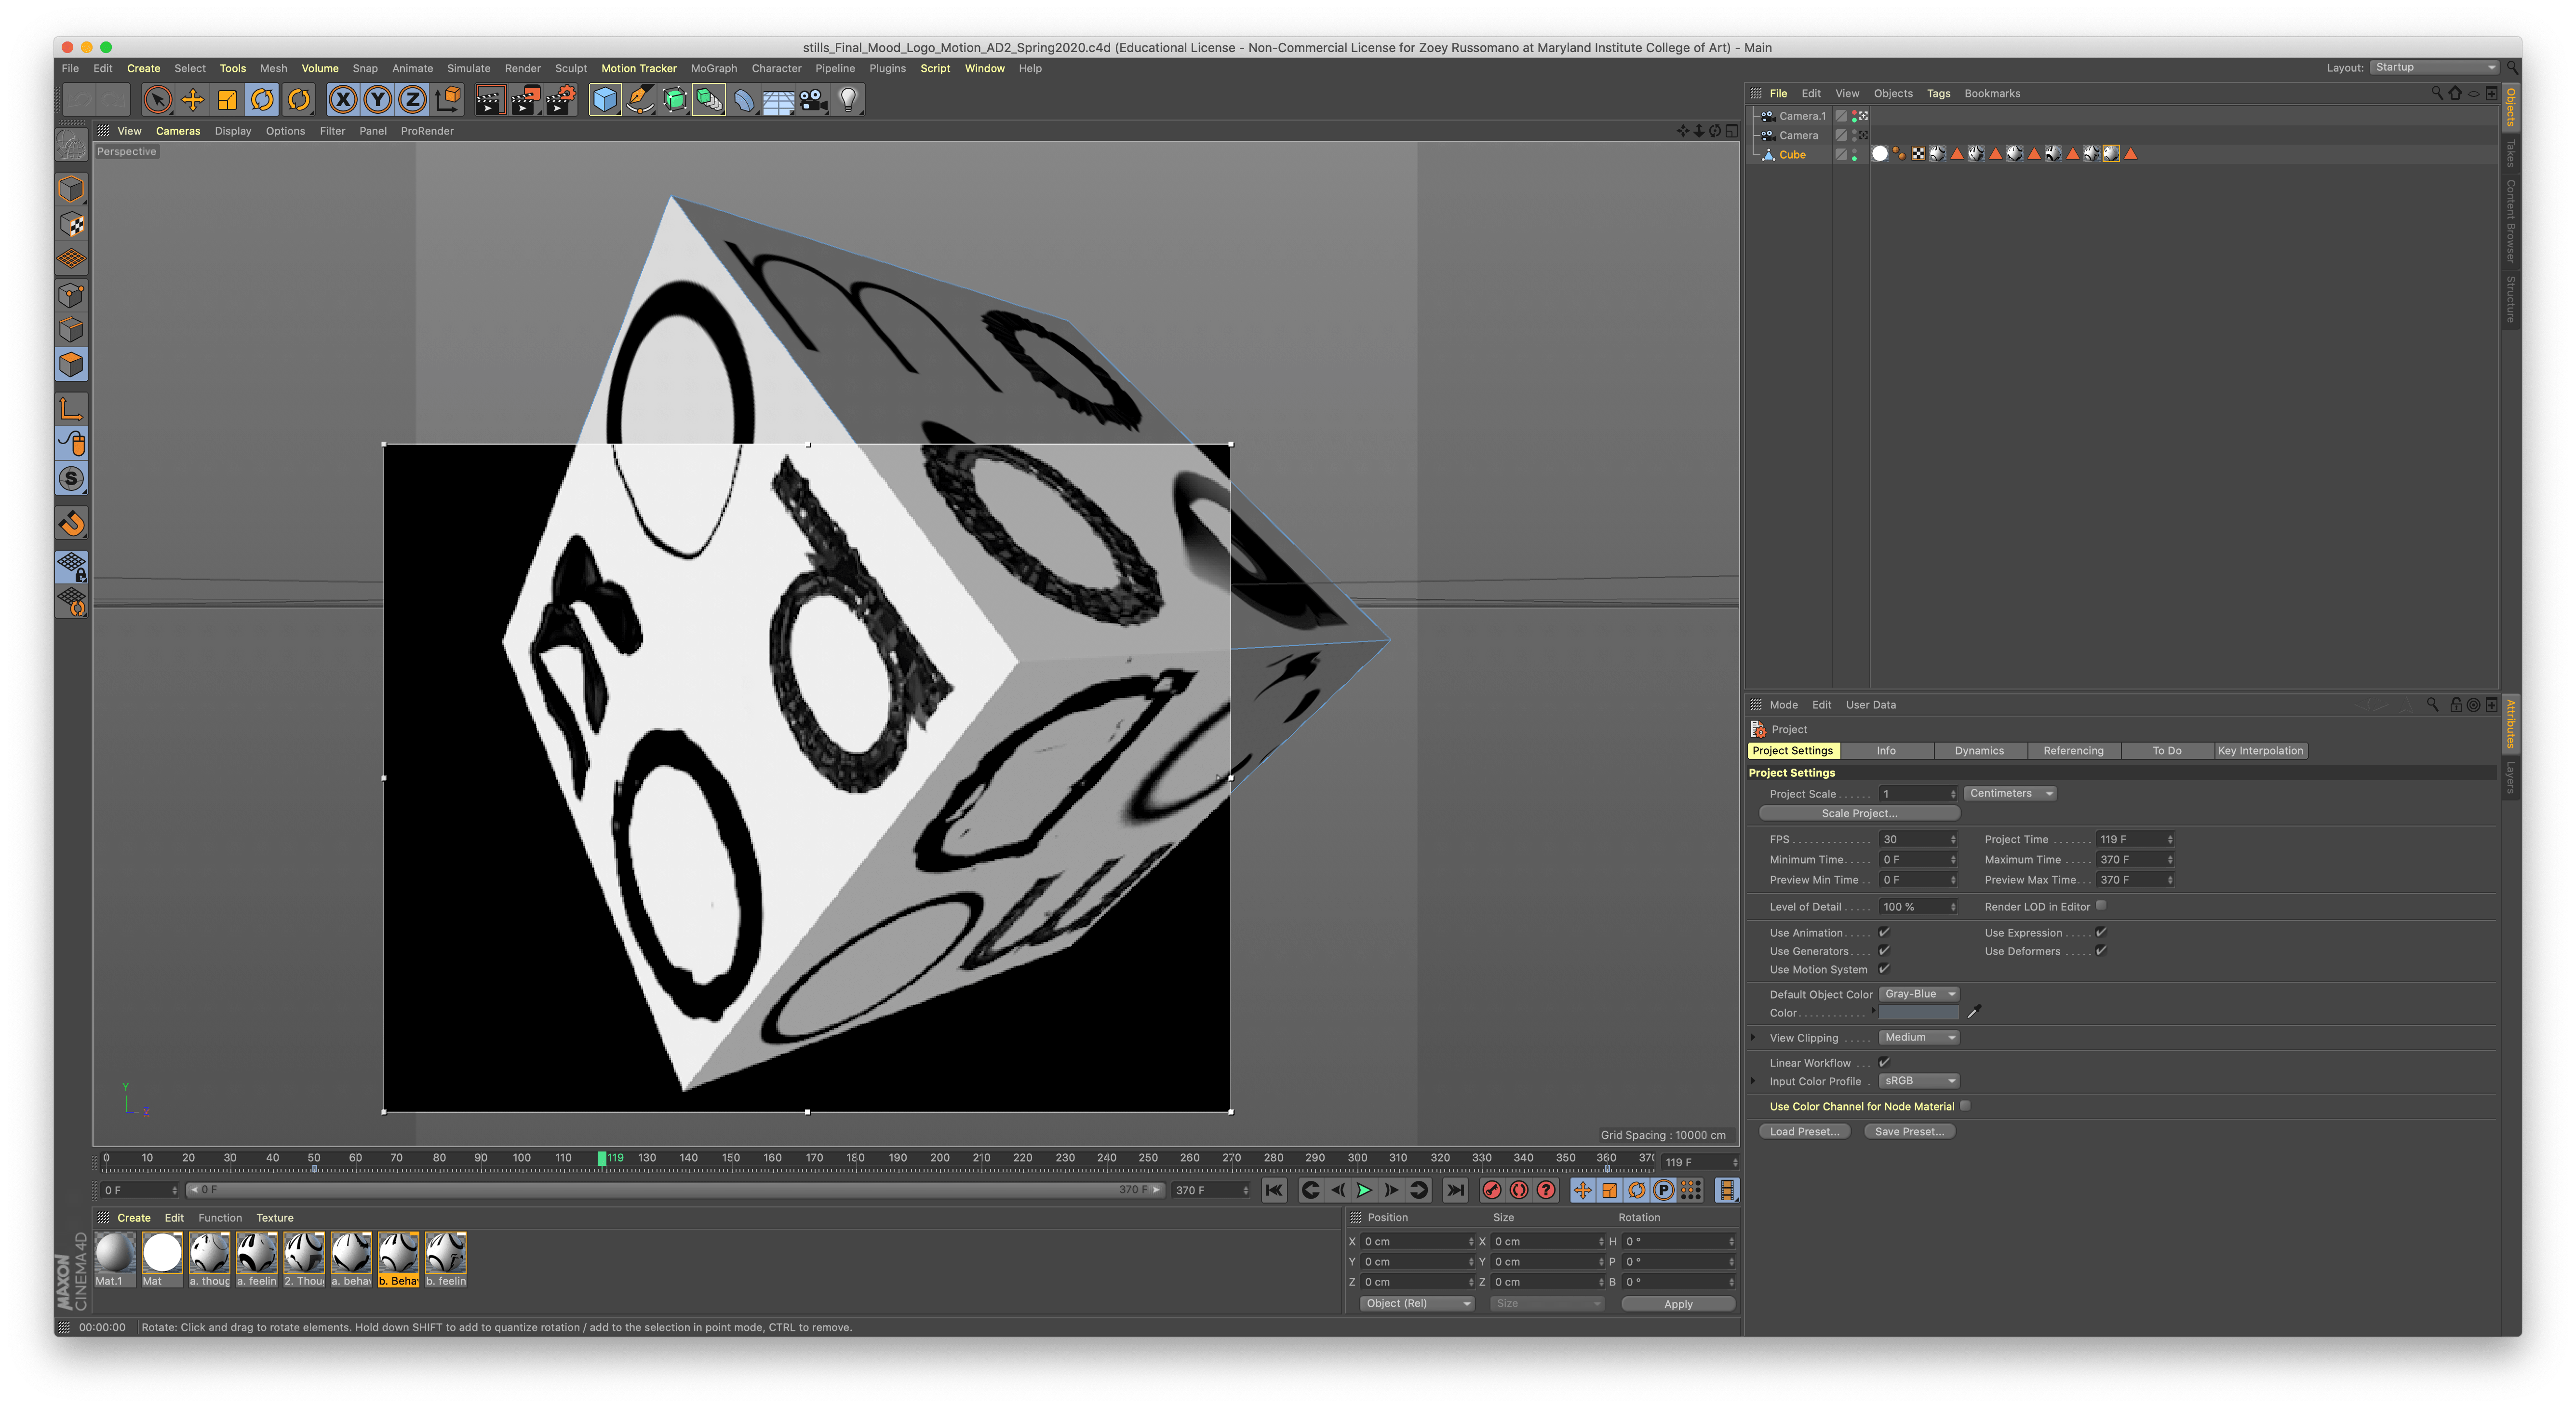 stills_Final_Mood_Logo_Motion_AD2_Spring2020.c4d (Educational License - Non-Commercial License for Zoey Russomano at Maryland Institute College of Art) - Main
File Edit Create Select Tools Mesh Volume Snap Animate Simulate Render Sculpt Motion Tracker MoGraph Character Pipeline Plugins Script Window Help
Layout: Startup
X Y Z
File Edit View Objects Tags Bookmarks
View Cameras Display Options Filter Panel ProRender
Perspective
Camera.1
Camera
Cube
Objects
Takes
Content Browser
Structure
m o
o d
o
Mode Edit User Data
Project
Project Settings Info Dynamics Referencing To Do Key Interpolation
Project Settings
Project Scale . . . . . . 1 Centimeters
Scale Project...
FPS . . . . . . . . . . . . . 30 Project Time . . . . . . . 119 F
Minimum Time. . . . . 0 F Maximum Time . . . . . 370 F
Preview Min Time . . 0 F Preview Max Time. . . 370 F
Level of Detail . . . . . 100 % Render LOD in Editor
Use Animation. . . . . Use Expression . . . . .
Use Generators. . . . Use Deformers . . . . .
Use Motion System
Default Object Color Gray-Blue
Color. . . . . . . . . . . .
View Clipping . . . . . Medium
Linear Workflow . . .
Input Color Profile . sRGB
Use Color Channel for Node Material
Load Preset... Save Preset...
Attributes
Layers
Y
Z
Grid Spacing : 10000 cm
0 10 20 30 40 50 60 70 80 90 100 110 119 130 140 150 160 170 180 190 200 210 220 230 240 250 260 270 280 290 300 310 320 330 340 350 360 370 119 F
0 F 0 F 370 F 370 F
Create Edit Function Texture
Position Size Rotation
X 0 cm X 0 cm H 0 °
Y 0 cm Y 0 cm P 0 °
Z 0 cm Z 0 cm B 0 °
Object (Rel) Size Apply
Mat.1 Mat a. thoug a. feelin 2. Thou a. behav b. Beha b. feelin
MAXON
CINEMA 4D
00:00:00 Rotate: Click and drag to rotate elements. Hold down SHIFT to add to quantize rotation / add to the selection in point mode, CTRL to remove.